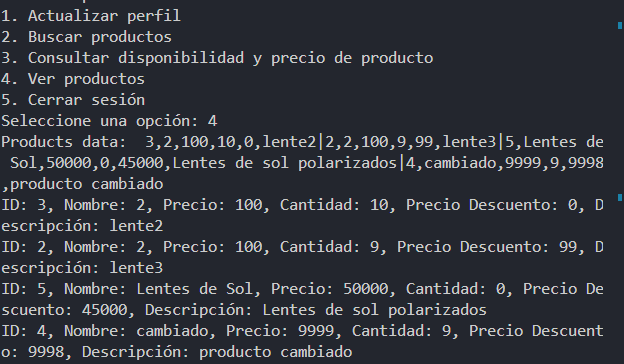 1. Actualizar perfil
2. Buscar productos
3. Consultar disponibilidad y precio de producto
4. Ver productos
5. Cerrar sesión
Seleccione una opción: 4
Products data:  3,2,100,10,0,lente2|2,2,100,9,99,lente3|5,Lentes de
 Sol,50000,0,45000,Lentes de sol polarizados|4,cambiado,9999,9,9998
,producto cambiado
ID: 3, Nombre: 2, Precio: 100, Cantidad: 10, Precio Descuento: 0, D
escripción: lente2
ID: 2, Nombre: 2, Precio: 100, Cantidad: 9, Precio Descuento: 99, D
escripción: lente3
ID: 5, Nombre: Lentes de Sol, Precio: 50000, Cantidad: 0, Precio De
scuento: 45000, Descripción: Lentes de sol polarizados
ID: 4, Nombre: cambiado, Precio: 9999, Cantidad: 9, Precio Descuent
o: 9998, Descripción: producto cambiado